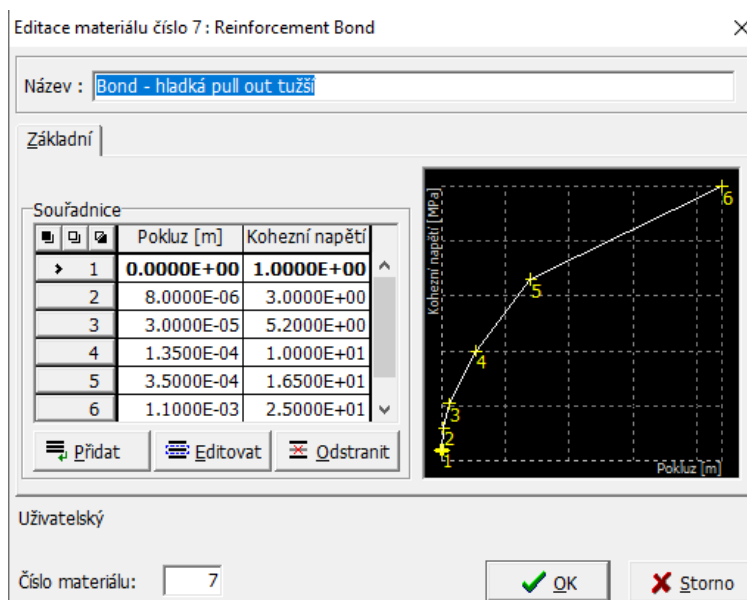 Editace materiálu číslo 7 : Reinforcement Bond
Název : Bond - hladká pull out tužší
Základní
Souřadnice
Pokluz [m] Kohezní napětí
1 0.0000E+00 1.0000E+00
2 8.0000E-06 3.0000E+00
3 3.0000E-05 5.2000E+00
4 1.3500E-04 1.0000E+01
5 3.5000E-04 1.6500E+01
6 1.1000E-03 2.5000E+01
Přidat Editovat Odstranit
Kohezní napětí [MPa]
6
5
4
3
2
1
Pokluz [m]
Uživatelský
Číslo materiálu: 7
OK Storno